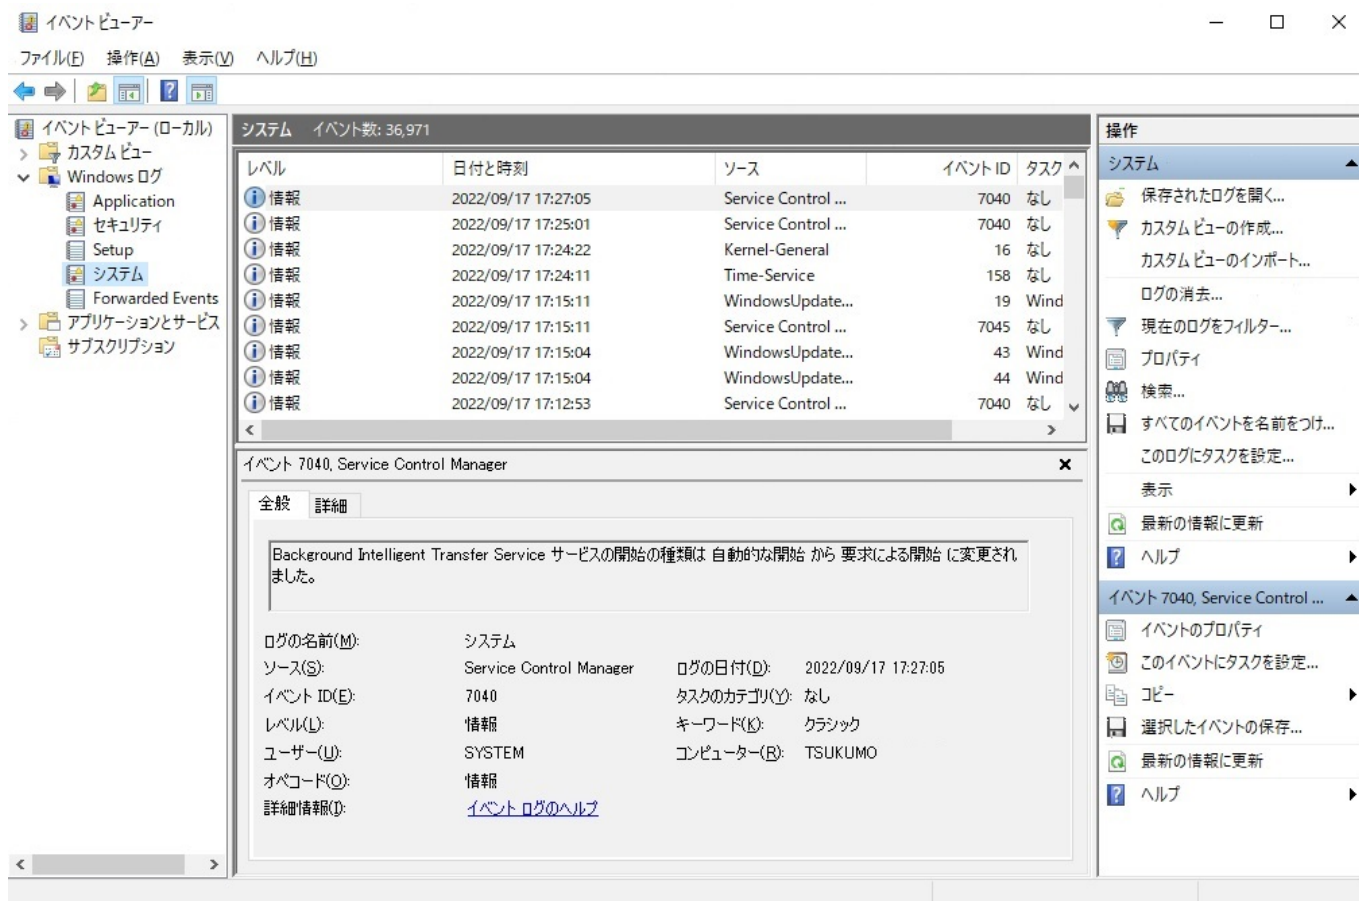 イベント ビューアー
ファイル(F) 操作(A) 表示(V) ヘルプ(H)
イベント ビューアー (ローカル)
カスタム ビュー
Windows ログ
Application
セキュリティ
Setup
システム
Forwarded Events
アプリケーションとサービス
サブスクリプション
システム イベント数: 36,971
レベル 日付と時刻 ソース イベント ID タスク
情報 2022/09/17 17:27:05 Service Control ... 7040 なし
情報 2022/09/17 17:25:01 Service Control ... 7040 なし
情報 2022/09/17 17:24:22 Kernel-General 16 なし
情報 2022/09/17 17:24:11 Time-Service 158 なし
情報 2022/09/17 17:15:11 WindowsUpdate... 19 Wind
情報 2022/09/17 17:15:11 Service Control ... 7045 なし
情報 2022/09/17 17:15:04 WindowsUpdate... 43 Wind
情報 2022/09/17 17:15:04 WindowsUpdate... 44 Wind
情報 2022/09/17 17:12:53 Service Control ... 7040 なし
イベント 7040, Service Control Manager
全般 詳細
Background Intelligent Transfer Service サービスの開始の種類は 自動的な開始 から 要求による開始 に変更され
ました。
ログの名前(M): システム
ソース(S): Service Control Manager ログの日付(D): 2022/09/17 17:27:05
イベント ID(E): 7040 タスクのカテゴリ(Y): なし
レベル(L): 情報 キーワード(K): クラシック
ユーザー(U): SYSTEM コンピューター(R): TSUKUMO
オペコード(O): 情報
詳細情報(I): イベント ログのヘルプ
操作
システム
保存されたログを開く...
カスタム ビューの作成...
カスタム ビューのインポート...
ログの消去...
現在のログをフィルター...
プロパティ
検索...
すべてのイベントを名前をつけ...
このログにタスクを設定...
表示
最新の情報に更新
ヘルプ
イベント 7040, Service Control ...
イベントのプロパティ
このイベントにタスクを設定...
コピー
選択したイベントの保存...
最新の情報に更新
ヘルプ